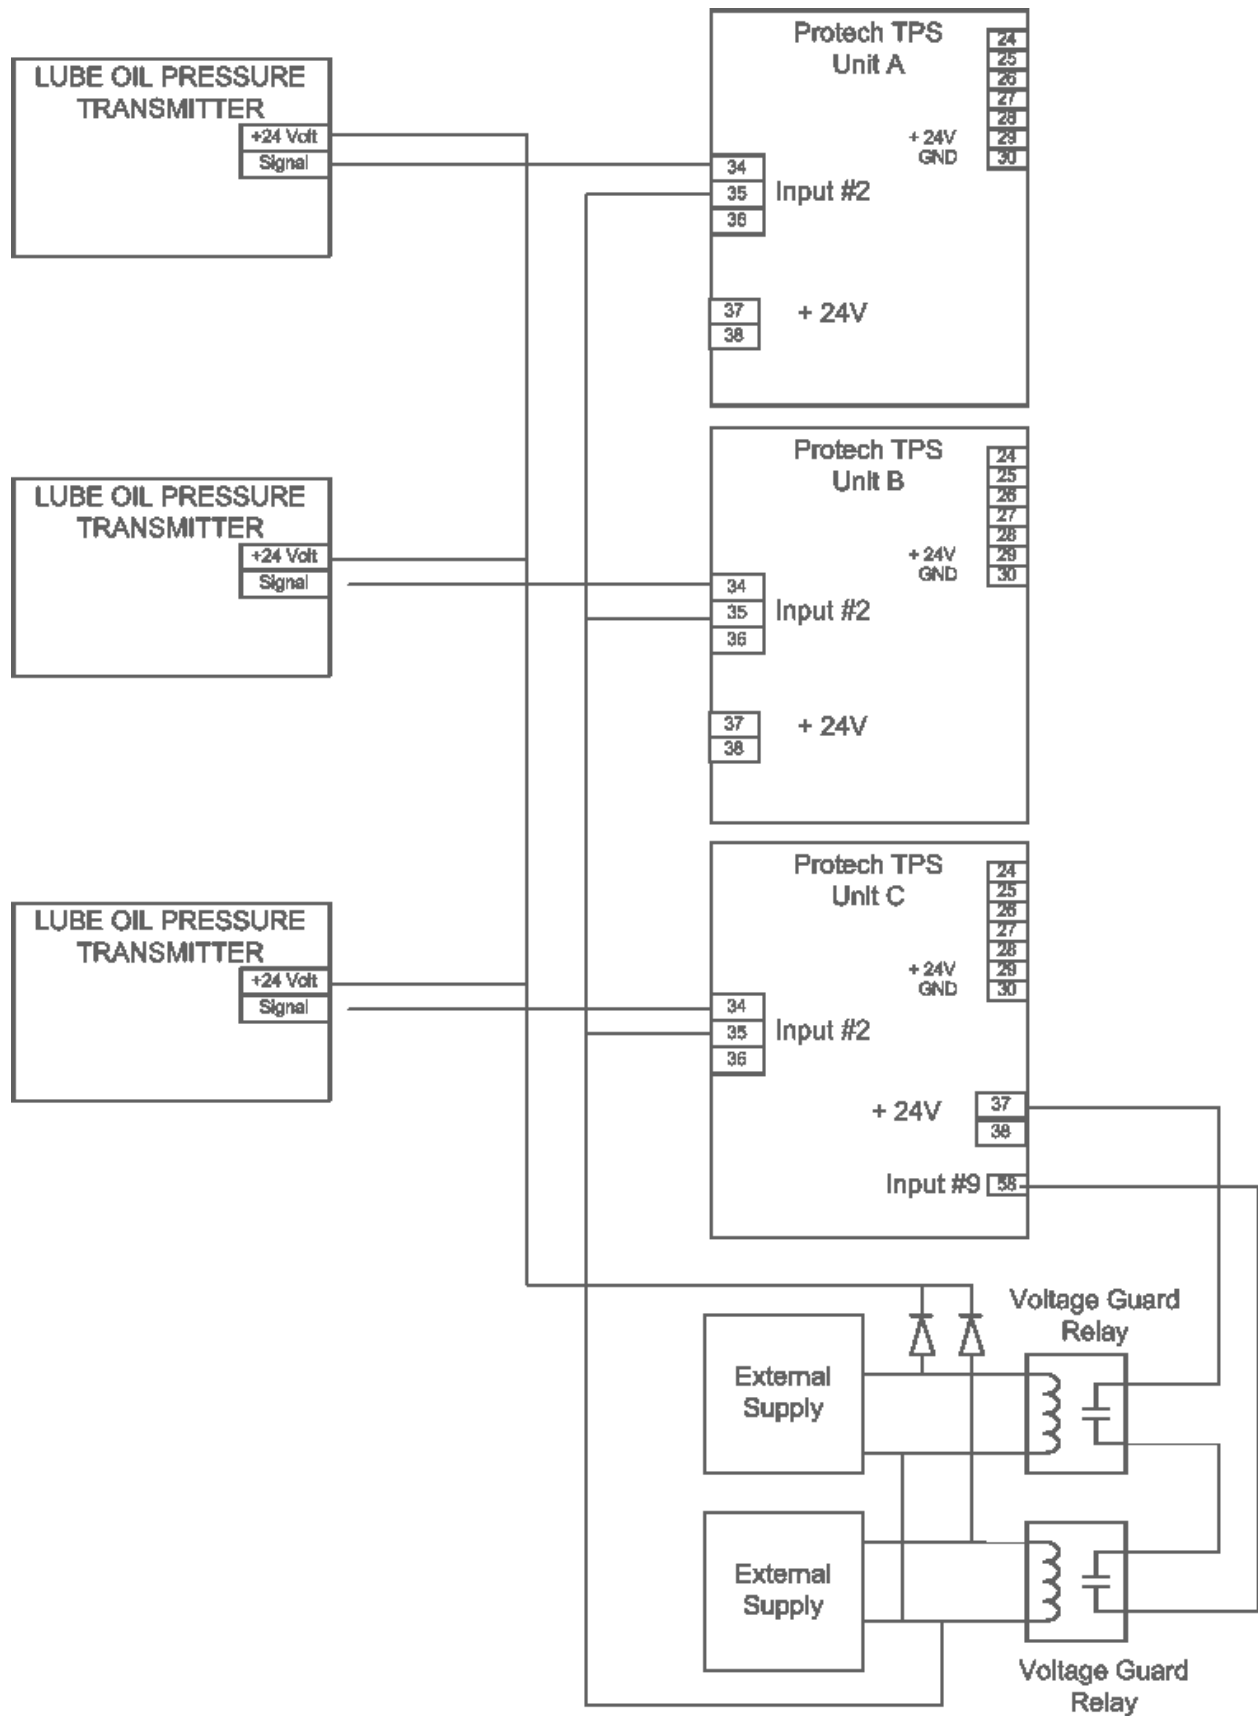 Protech TPS
Unit A
24
25
26
27
28
+ 24V
29
GND
30
LUBE OIL PRESSURE
TRANSMITTER
+24 Volt
Signal
34
35
36
Input #2
37
38
+ 24V
Protech TPS
Unit B
24
25
26
27
28
+ 24V
29
GND
30
LUBE OIL PRESSURE
TRANSMITTER
+24 Volt
Signal
34
35
36
Input #2
37
38
+ 24V
Protech TPS
Unit C
24
25
26
27
28
+ 24V
29
GND
30
LUBE OIL PRESSURE
TRANSMITTER
+24 Volt
Signal
34
35
36
Input #2
+ 24V
37
38
Input #9
58
Voltage Guard
Relay
External
Supply
External
Supply
Voltage Guard
Relay